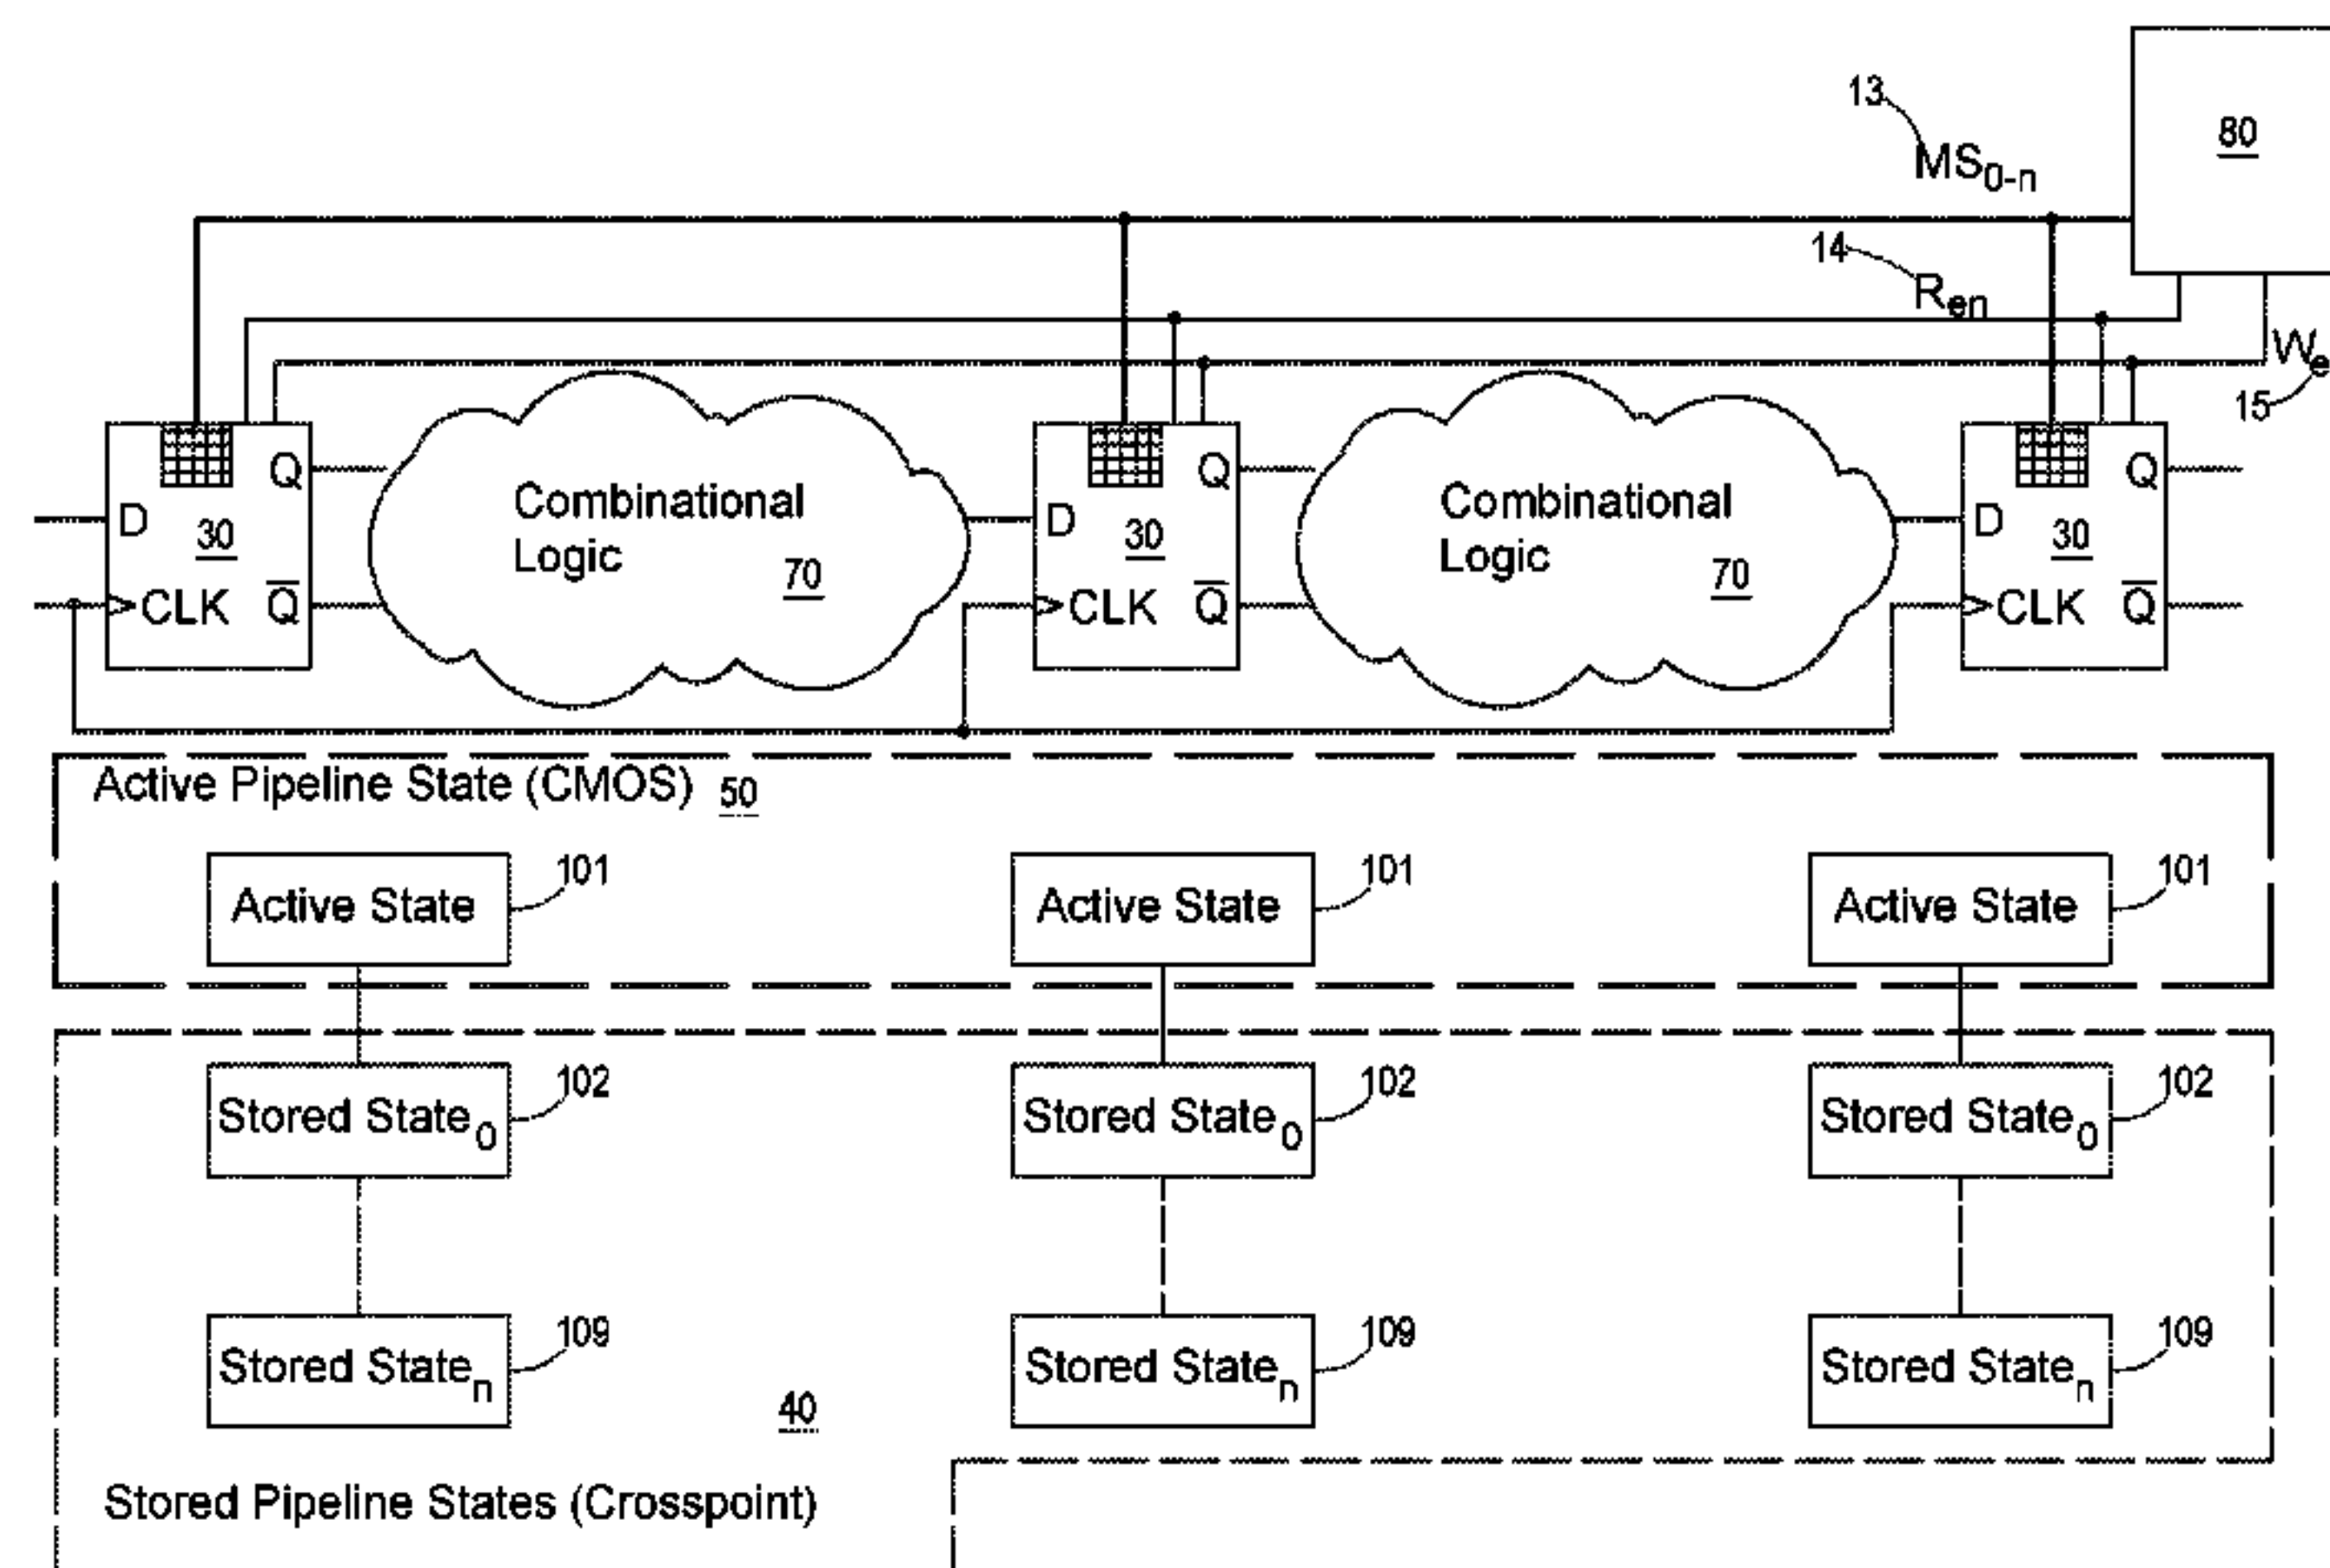 13
80
MS0-n
14
Ren
We
15
Q Q Q
Combinational Combinational
D D D
30 30 30
Logic Logic
70 70
CLK Q̅ CLK Q̅ CLK Q̅
Active Pipeline State (CMOS) 50
Active State 101 Active State 101 Active State 101
Stored State0 102 Stored State0 102 Stored State0 102
Stored Staten 109 Stored Staten 109 Stored Staten 109
40
Stored Pipeline States (Crosspoint)